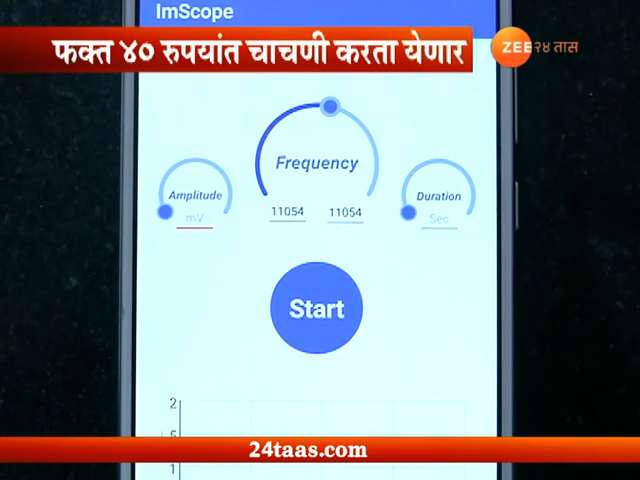 ImScope
फक्त ४० रुपयांत चाचणी करता येणार
ZEE २४ तास
Frequency
Amplitude
Duration
mV
11054
11054
Sec
Start
2
1
24taas.com